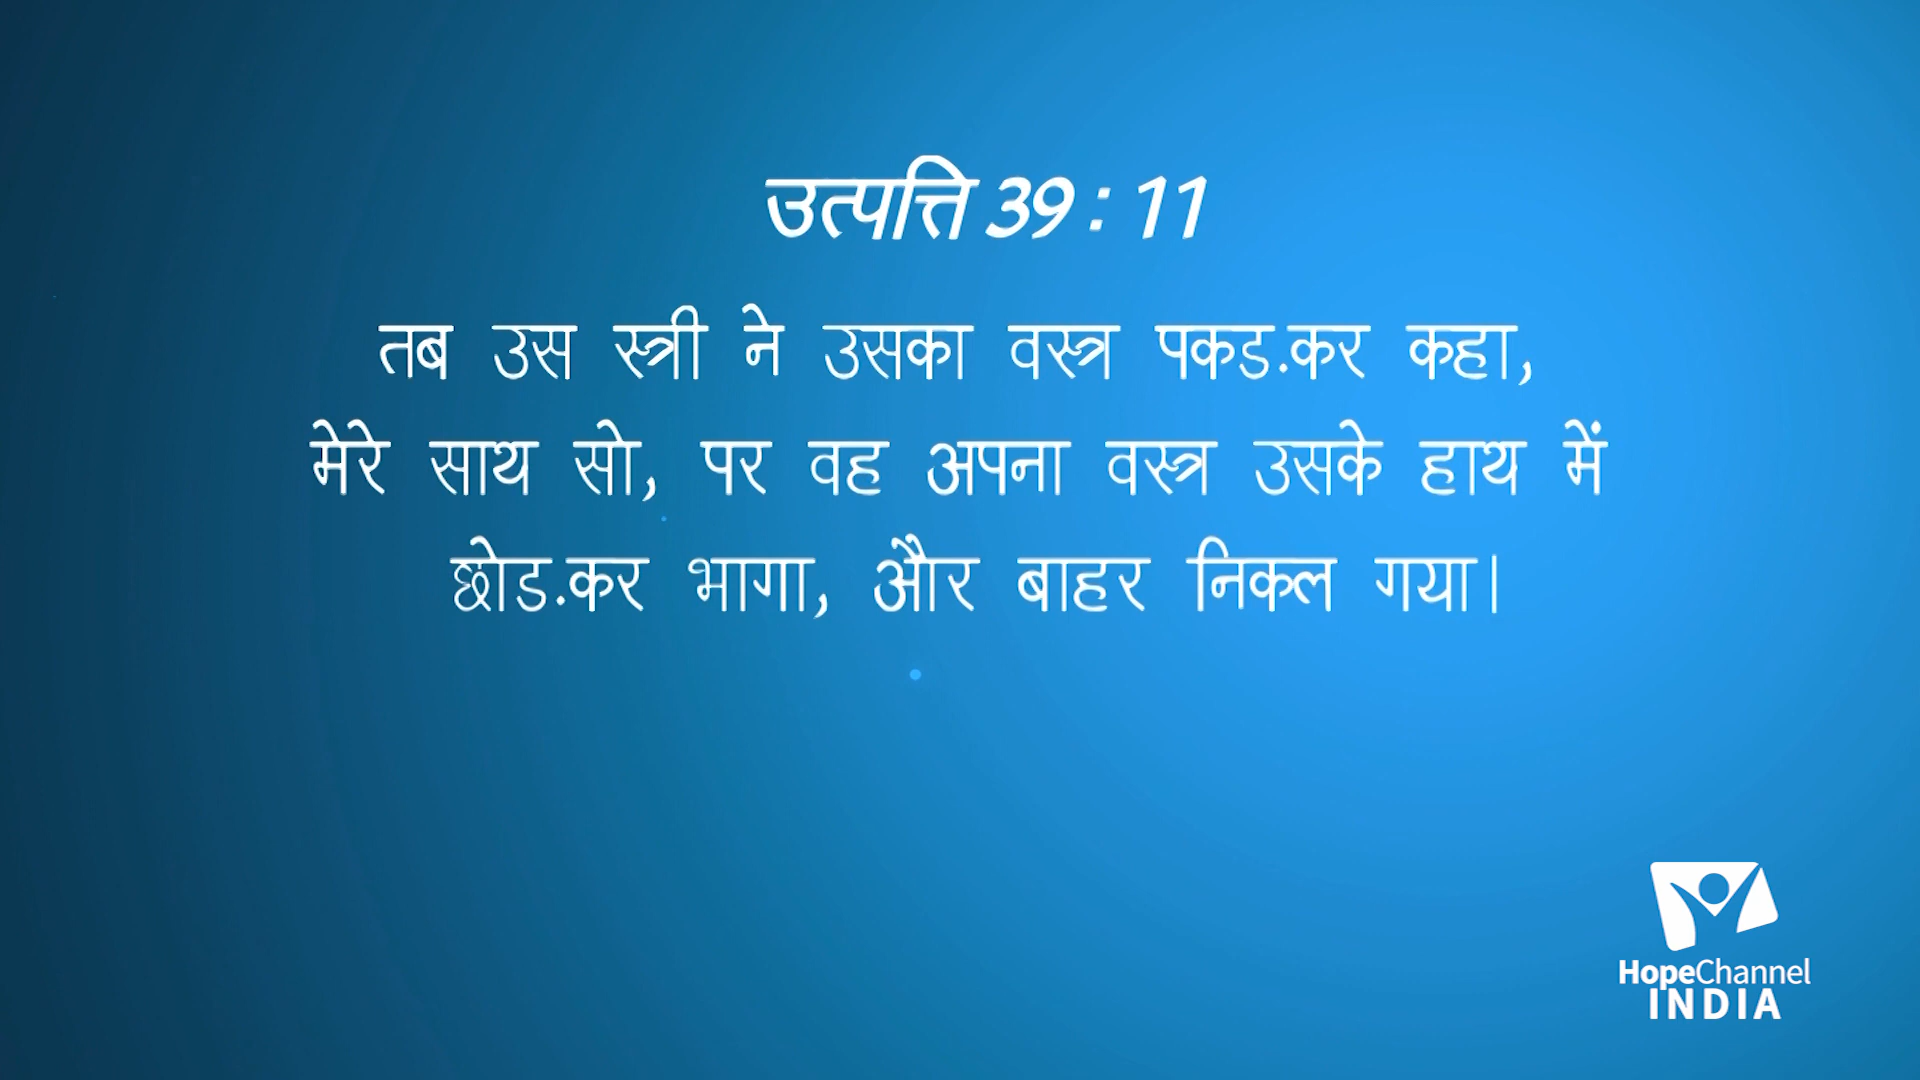 उत्पत्ति 39 : 11
तब उस स्त्री ने उसका वस्त्र पकड.कर कहा,
मेरे साथ सो, पर वह अपना वस्त्र उसके हाथ में
छोड.कर भागा, और बाहर निकल गया।
HopeChannel
INDIA